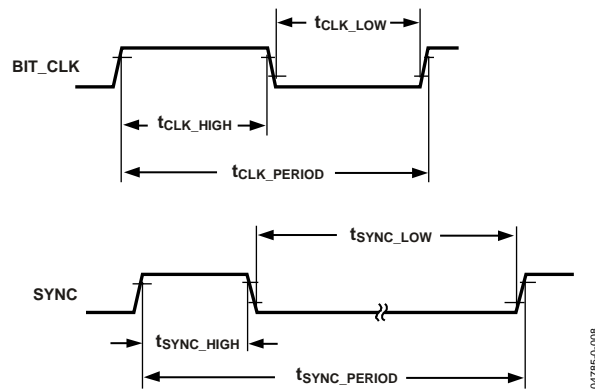 tCLK_LOW
BIT_CLK
tCLK_HIGH
tCLK_PERIOD
tSYNC_LOW
SYNC
tSYNC_HIGH
tSYNC_PERIOD
04785-0-008